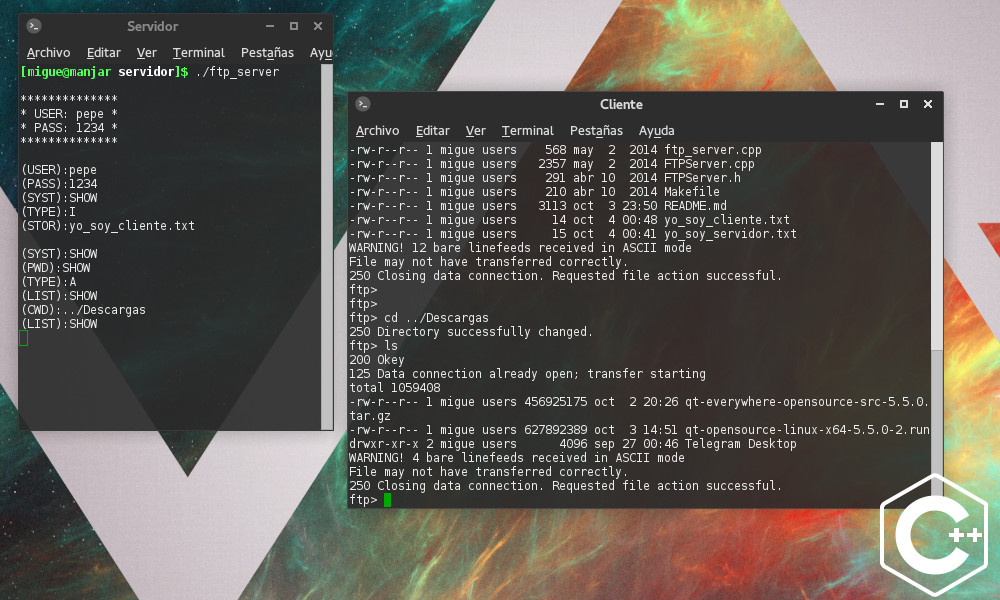 Servidor
Archivo Editar Ver Terminal Pestañas Ayu
[migue@manjar servidor]$ ./ftp_server
**************
* USER: pepe *
* PASS: 1234 *
**************
(USER):pepe
(PASS):1234
(SYST):SHOW
(TYPE):I
(STOR):yo_soy_cliente.txt
(SYST):SHOW
(PWD):SHOW
(TYPE):A
(LIST):SHOW
(CWD):../Descargas
(LIST):SHOW
Cliente
Archivo Editar Ver Terminal Pestañas Ayuda
-rw-r--r-- 1 migue users    568 may  2  2014 ftp_server.cpp
-rw-r--r-- 1 migue users   2357 may  2  2014 FTPServer.cpp
-rw-r--r-- 1 migue users    291 abr 10  2014 FTPServer.h
-rw-r--r-- 1 migue users    210 abr 10  2014 Makefile
-rw-r--r-- 1 migue users   3113 oct  3 23:50 README.md
-rw-r--r-- 1 migue users     14 oct  4 00:48 yo_soy_cliente.txt
-rw-r--r-- 1 migue users     15 oct  4 00:41 yo_soy_servidor.txt
WARNING! 12 bare linefeeds received in ASCII mode
File may not have transferred correctly.
250 Closing data connection. Requested file action successful.
ftp>
ftp>
ftp> cd ../Descargas
250 Directory successfully changed.
ftp> ls
200 Okey
125 Data connection already open; transfer starting
total 1059408
-rw-r--r-- 1 migue users 456925175 oct  2 20:26 qt-everywhere-opensource-src-5.5.0.
tar.gz
-rw-r--r-- 1 migue users 627892389 oct  3 14:51 qt-opensource-linux-x64-5.5.0-2.run
drwxr-xr-x 2 migue users      4096 sep 27 00:46 Telegram Desktop
WARNING! 4 bare linefeeds received in ASCII mode
File may not have transferred correctly.
250 Closing data connection. Requested file action successful.
ftp>
C++